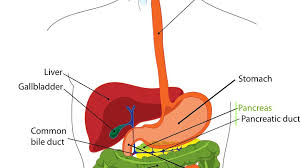 Liver
Gallbladder
Stomach
Pancreas
Pancreatic duct
Common
bile duct